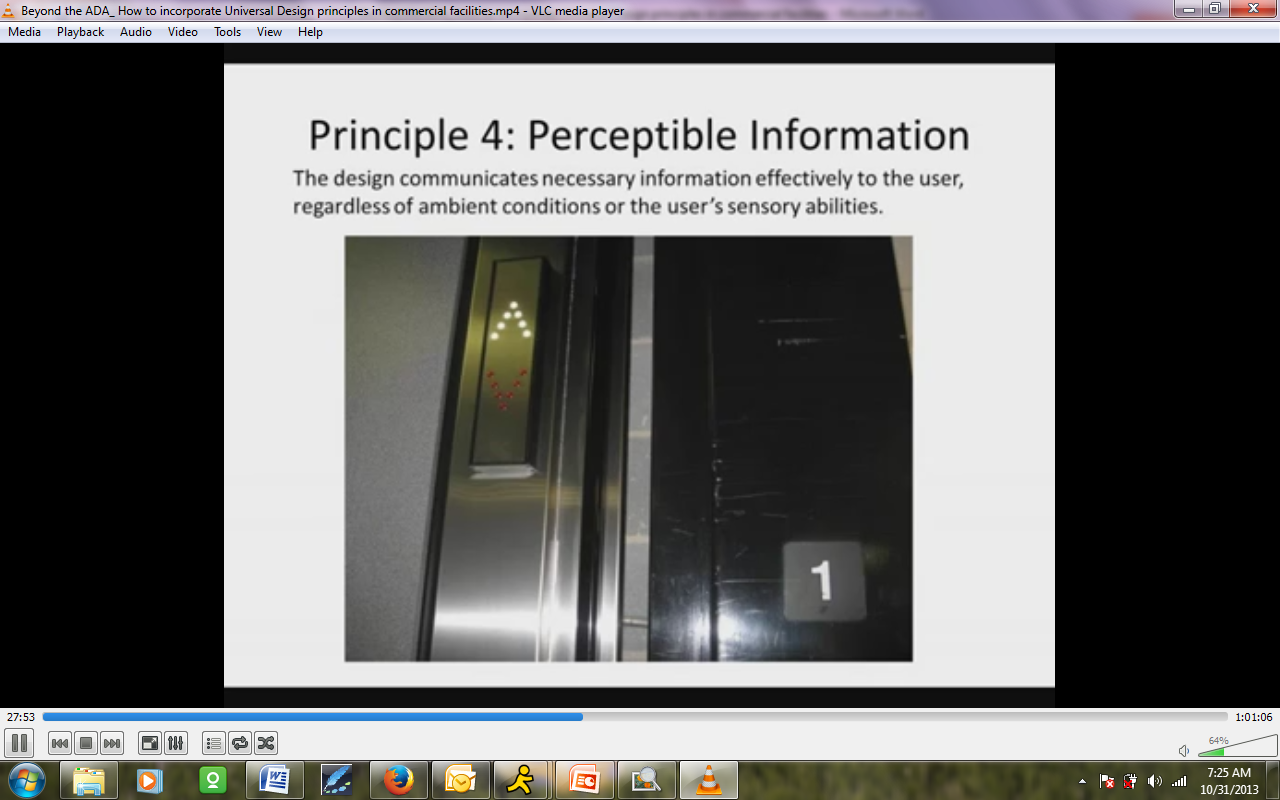 Beyond the ADA_ How to incorporate Universal Design principles in commercial facilities.mp4 - VLC media player
Media Playback Audio Video Tools View Help
Principle 4: Perceptible Information
The design communicates necessary information effectively to the user,
regardless of ambient conditions or the user's sensory abilities.
1
27:53 1:01:06
64%
7:25 AM
10/31/2013